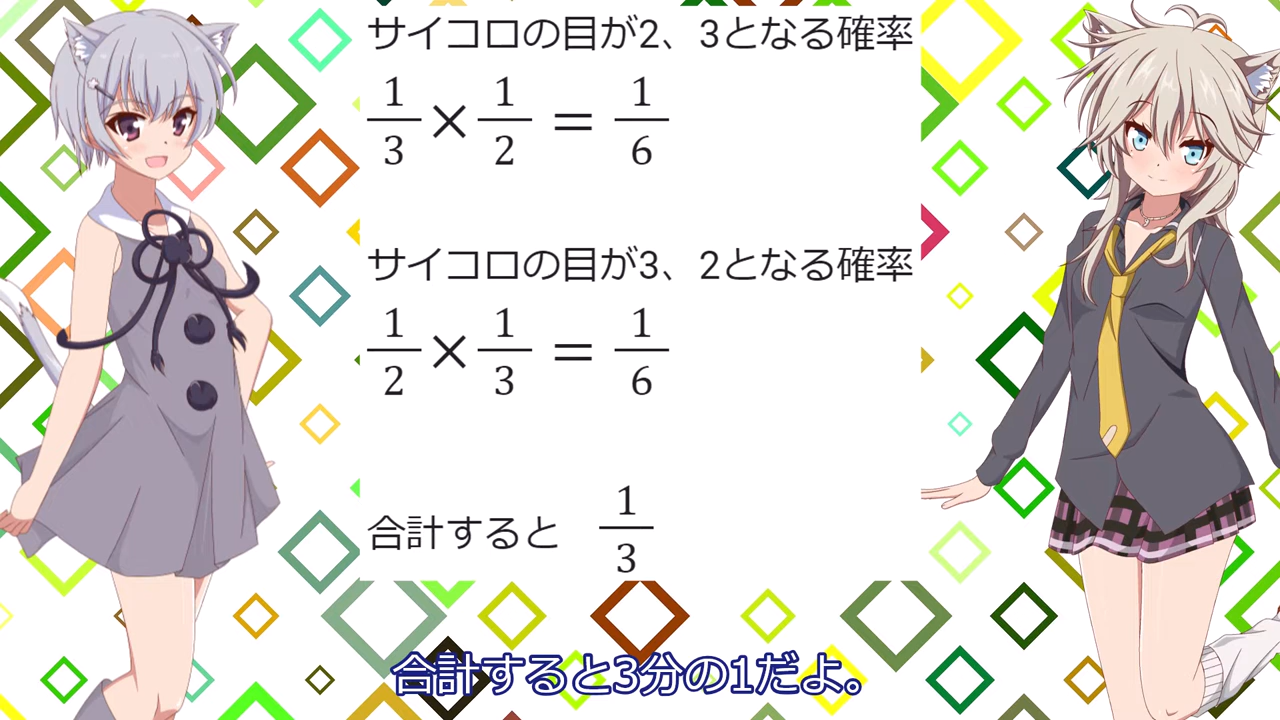 サイコロの目が2、3となる確率
1/3 × 1/2 = 1/6
サイコロの目が3、2となる確率
1/2 × 1/3 = 1/6
合計すると 1/3
合計すると3分の1だよ。